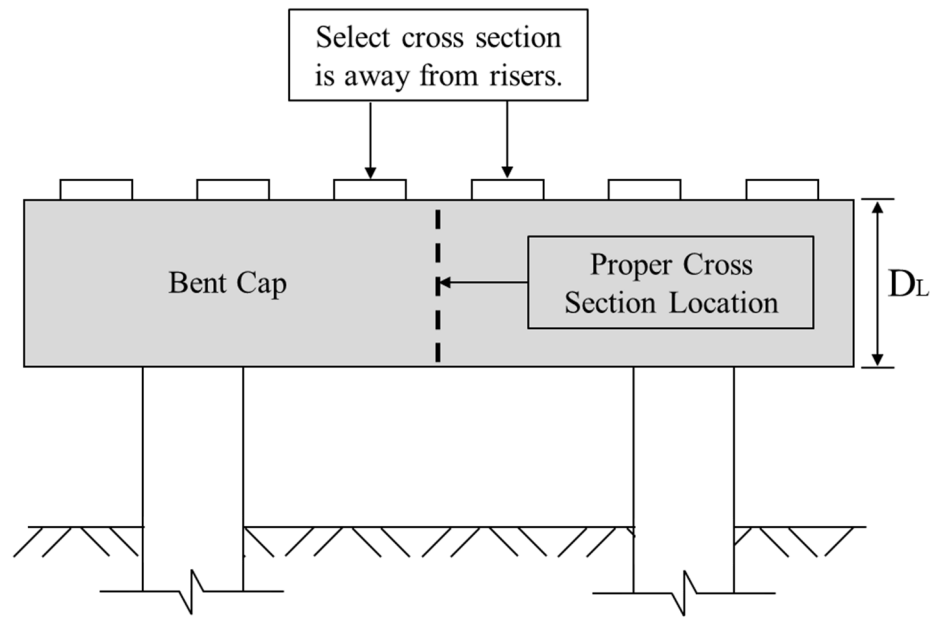 Select cross section
is away from risers.
Bent Cap
Proper Cross
Section Location
DL